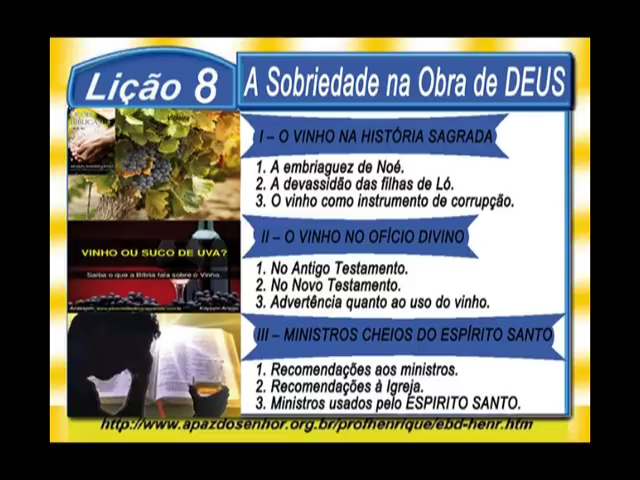 Lição 8
A Sobriedade na Obra de DEUS
I – O VINHO NA HISTÓRIA SAGRADA
1. A embriaguez de Noé.
2. A devassidão das filhas de Ló.
3. O vinho como instrumento de corrupção.
VINHO OU SUCO DE UVA?
Saiba o que a Bíblia fala sobre o Vinho.
II – O VINHO NO OFÍCIO DIVINO
1. No Antigo Testamento.
2. No Novo Testamento.
3. Advertência quanto ao uso do vinho.
III – MINISTROS CHEIOS DO ESPÍRITO SANTO
1. Recomendações aos ministros.
2. Recomendações à Igreja.
3. Ministros usados pelo ESPIRITO SANTO.
http://www.apazdosenhor.org.br/profhenrique/ebd-henr.htm